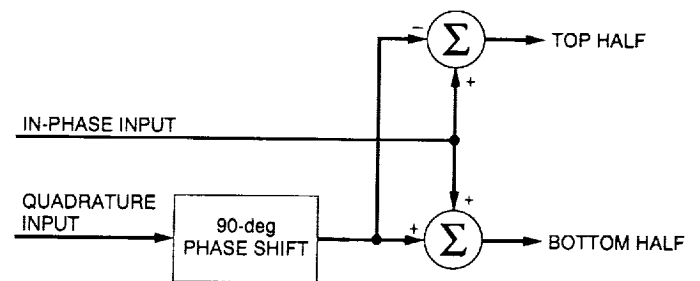 −
Σ
TOP HALF
+
IN-PHASE INPUT
QUADRATURE
INPUT
90-deg
PHASE SHIFT
+
+
Σ
BOTTOM HALF